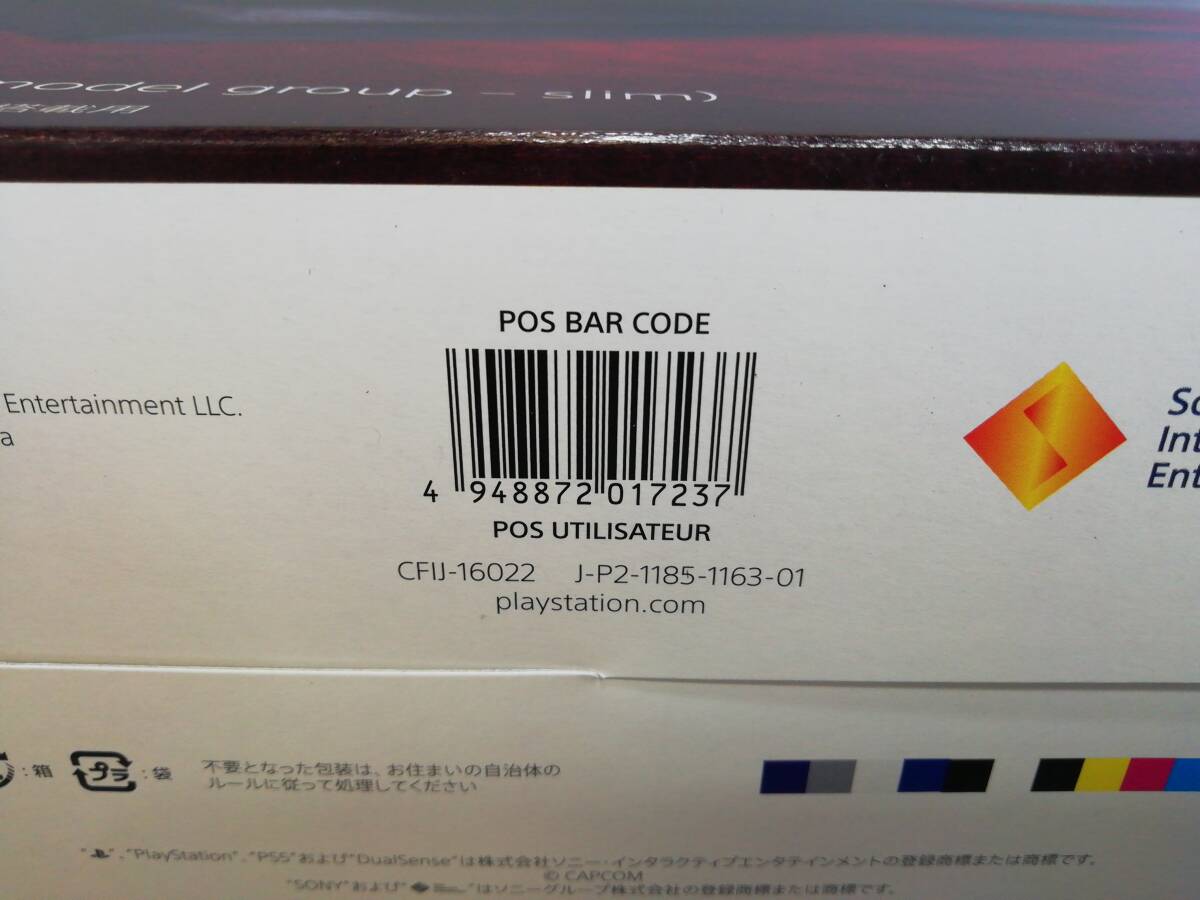 model group – slim)
搭載用
POS BAR CODE
4 948872 017237
POS UTILISATEUR
CFIJ-16022 J-P2-1185-1163-01
playstation.com
Entertainment LLC.
a
So
Int
Ent
:箱 プラ :袋
不要となった包装は、お住まいの自治体の
ルールに従って処理してください
" ", "PlayStation", "PS5"および"DualSense"は株式会社ソニー・インタラクティブエンタテインメントの登録商標または商標です。
© CAPCOM
"SONY"および" "はソニーグループ株式会社の登録商標または商標です。